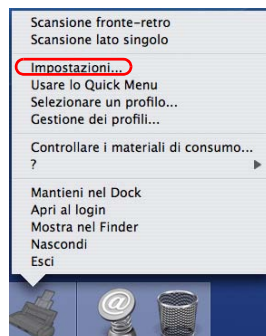 Scansione fronte-retro
Scansione lato singolo
Impostazioni...
Usare lo Quick Menu
Selezionare un profilo...
Gestione dei profili...
Controllare i materiali di consumo...
?
Mantieni nel Dock
Apri al login
Mostra nel Finder
Nascondi
Esci
@